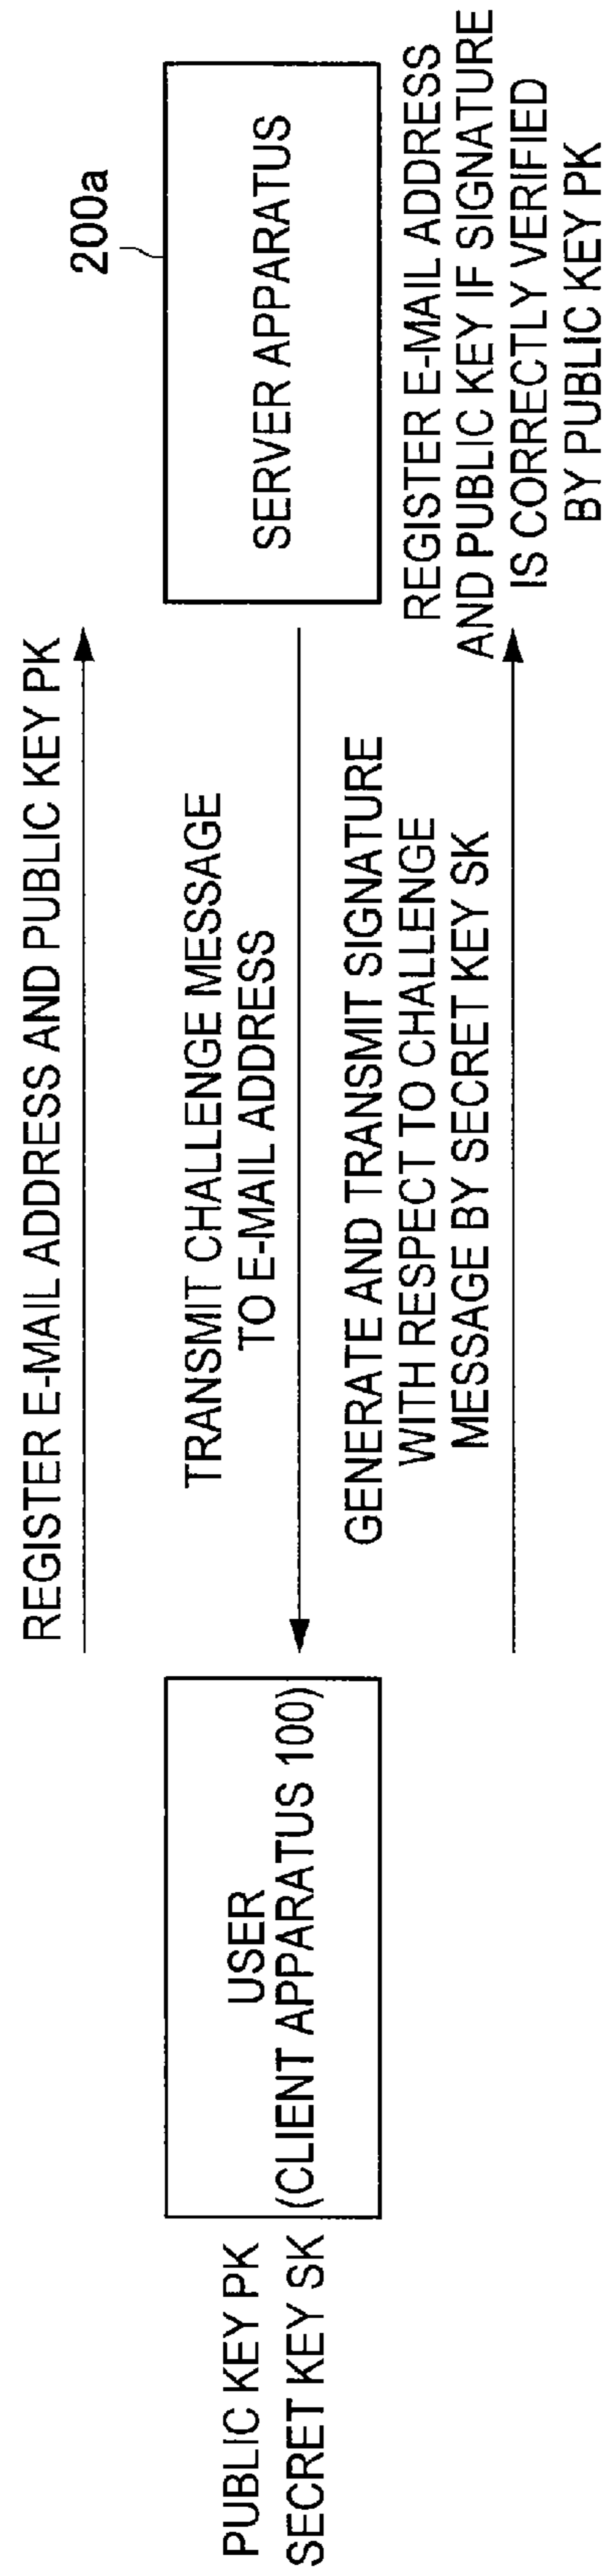 REGISTER E-MAIL ADDRESS AND PUBLIC KEY PK
200a
PUBLIC KEY PK
SECRET KEY SK
USER
(CLIENT APPARATUS 100)
TRANSMIT CHALLENGE MESSAGE
TO E-MAIL ADDRESS
SERVER APPARATUS
GENERATE AND TRANSMIT SIGNATURE
WITH RESPECT TO CHALLENGE
MESSAGE BY SECRET KEY SK
REGISTER E-MAIL ADDRESS
AND PUBLIC KEY IF SIGNATURE
IS CORRECTLY VERIFIED
BY PUBLIC KEY PK